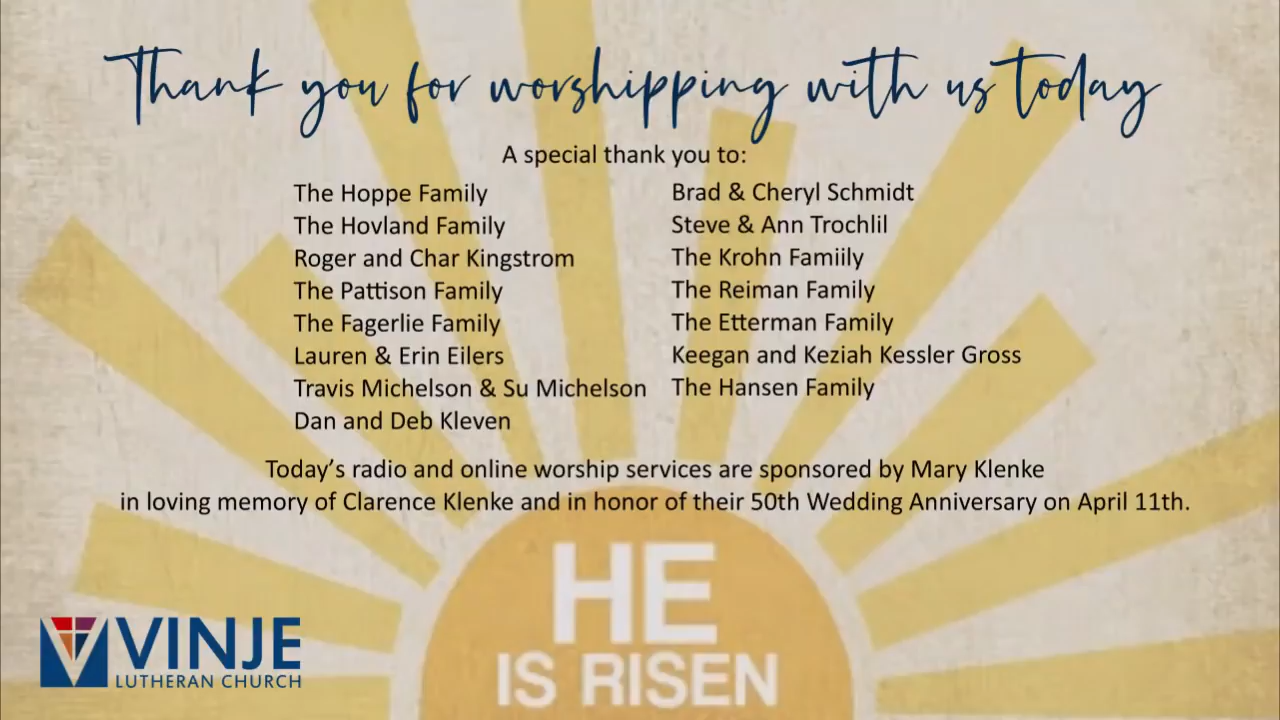 Thank you for worshipping with us today
A special thank you to:
The Hoppe Family
The Hovland Family
Roger and Char Kingstrom
The Pattison Family
The Fagerlie Family
Lauren & Erin Eilers
Travis Michelson & Su Michelson
Dan and Deb Kleven
Brad & Cheryl Schmidt
Steve & Ann Trochlil
The Krohn Famiily
The Reiman Family
The Etterman Family
Keegan and Keziah Kessler Gross
The Hansen Family
Today’s radio and online worship services are sponsored by Mary Klenke
in loving memory of Clarence Klenke and in honor of their 50th Wedding Anniversary on April 11th.
HE
IS RISEN
VINJE
LUTHERAN CHURCH